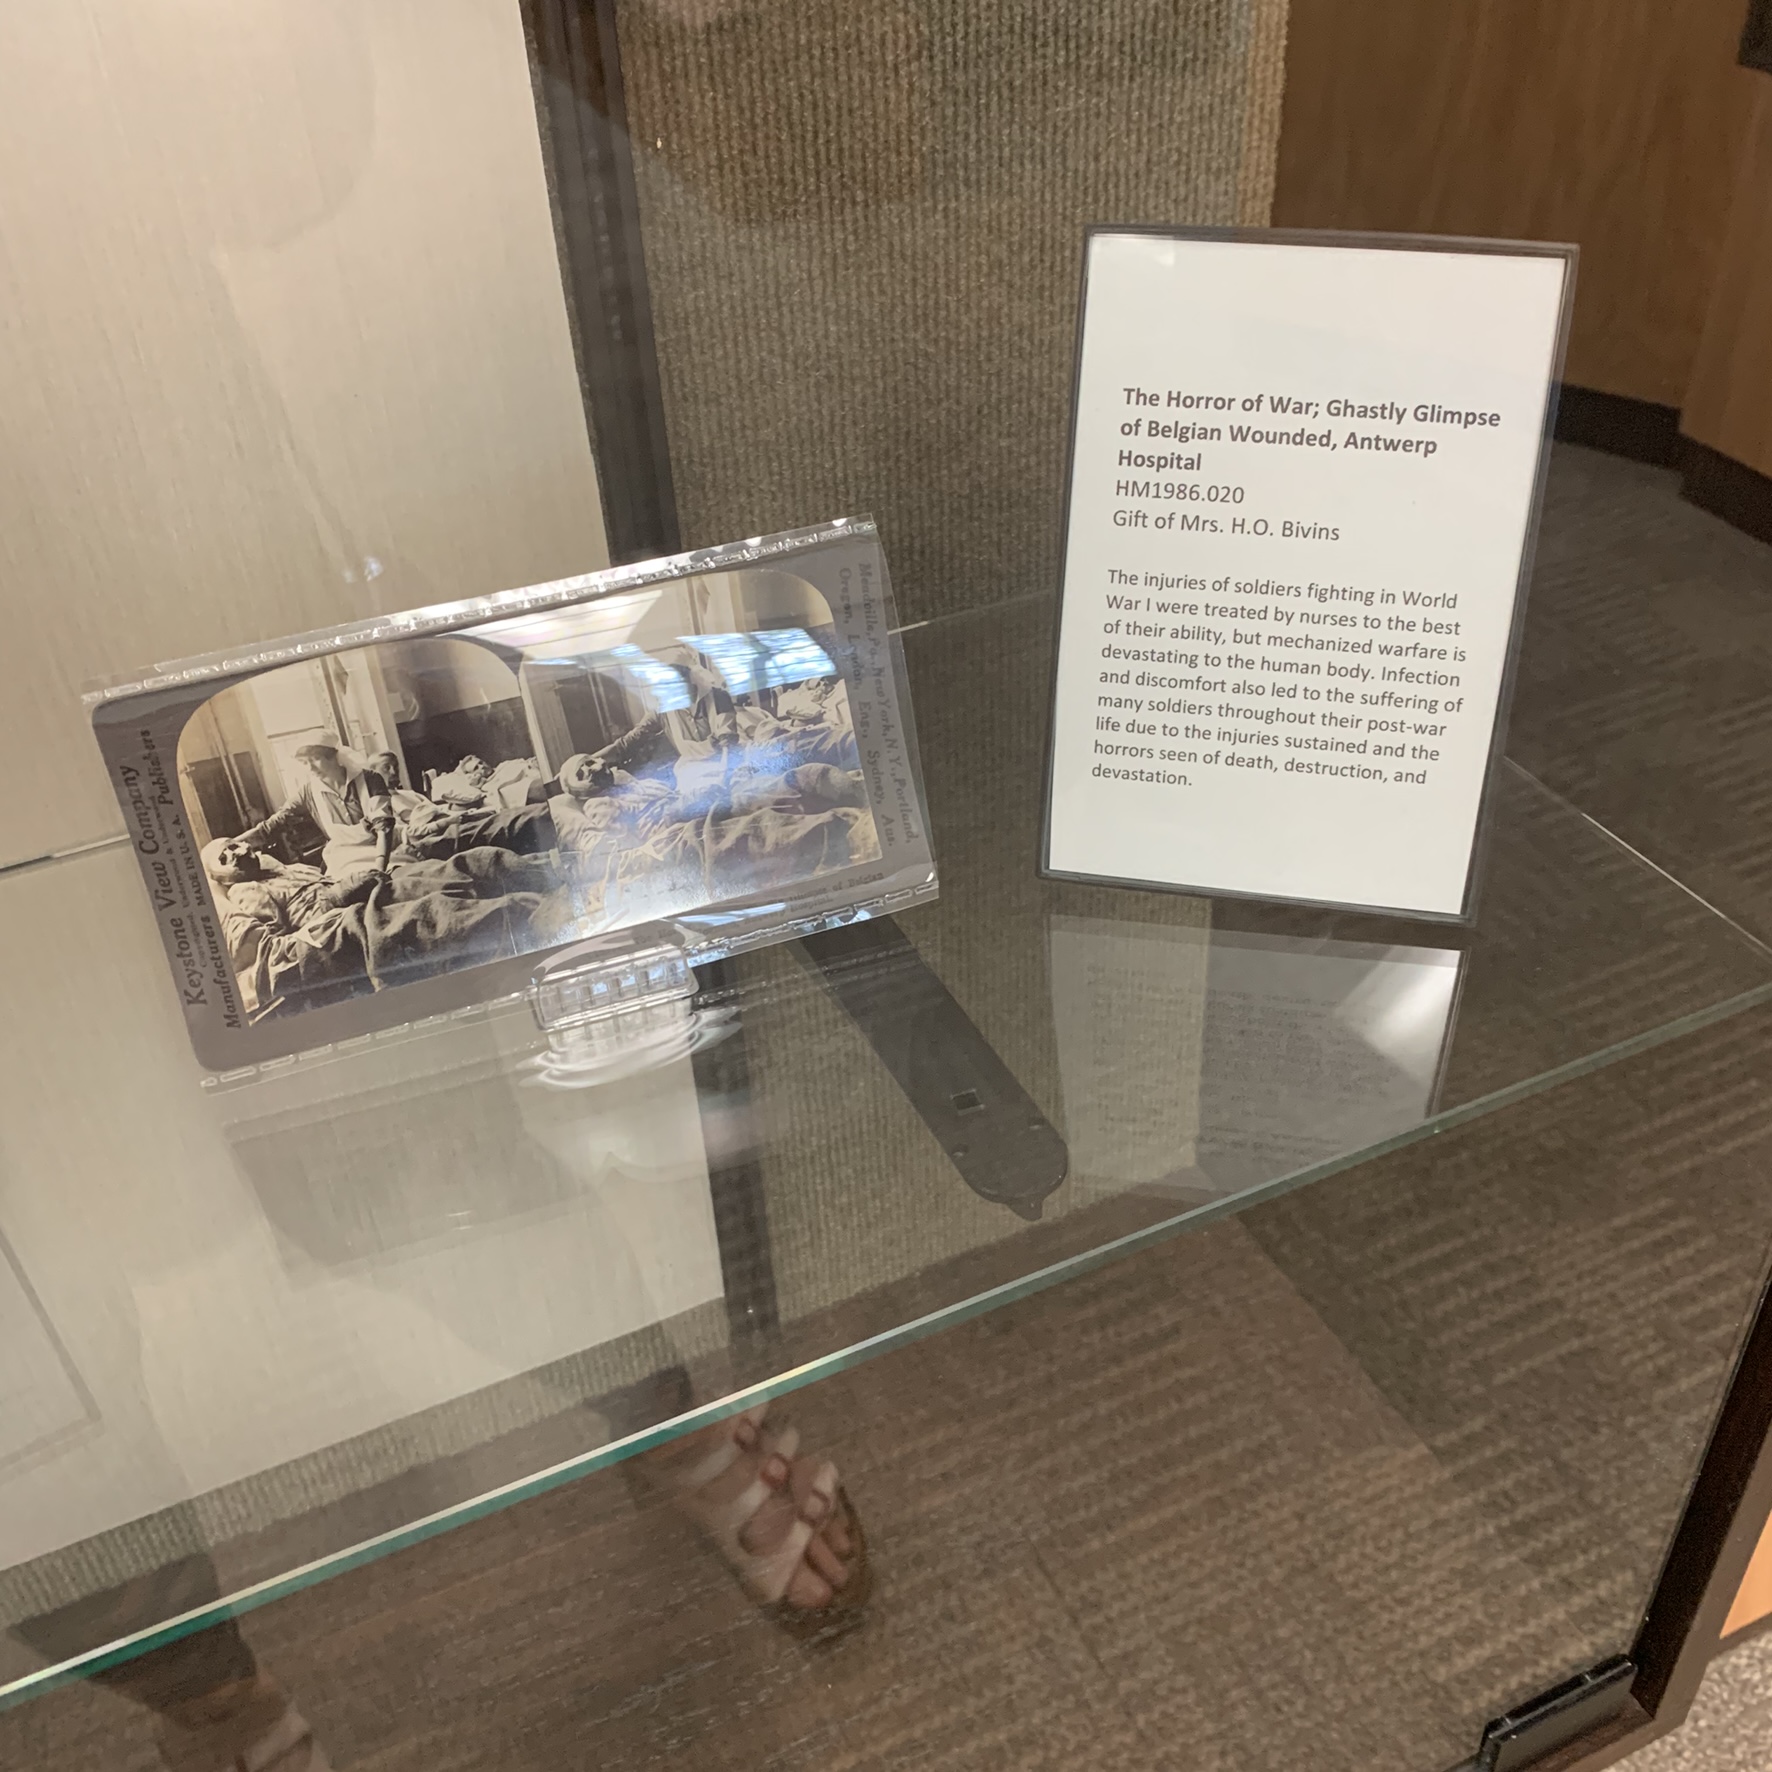 Keystone View Company
Manufacturers MADE IN U.S.A. Publishers
Meadville, Pa., New York, N.Y., Portland,
Oregon, London, Eng., Sydney, Aus.
of Belgian
The Horror of War; Ghastly Glimpse
of Belgian Wounded, Antwerp
Hospital
HM1986.020
Gift of Mrs. H.O. Bivins
The injuries of soldiers fighting in World
War I were treated by nurses to the best
of their ability, but mechanized warfare is
devastating to the human body. Infection
and discomfort also led to the suffering of
many soldiers throughout their post-war
life due to the injuries sustained and the
horrors seen of death, destruction, and
devastation.